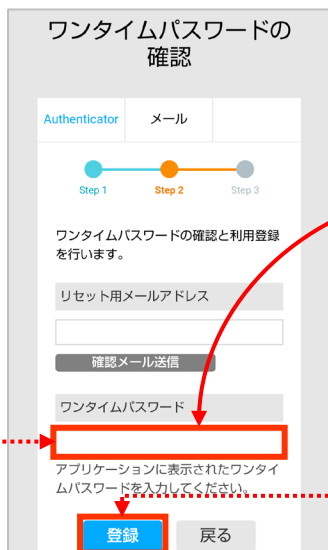 ワンタイムパスワードの
確認
Authenticator メール
Step 1 Step 2 Step 3
ワンタイムパスワードの確認と利用登録
を行います。
リセット用メールアドレス
確認メール送信
ワンタイムパスワード
アプリケーションに表示されたワンタイ
ムパスワードを入力してください。
登録 戻る